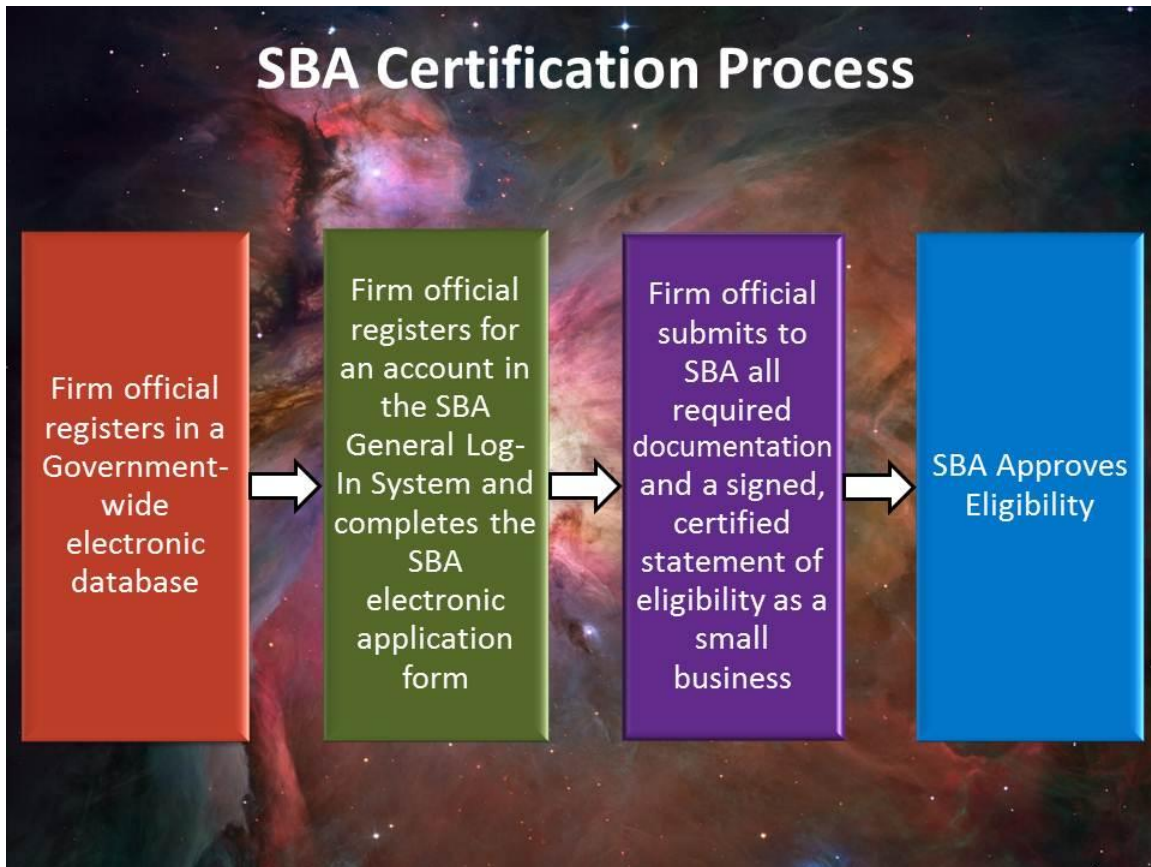 SBA Certification Process
Firm official
registers in a
Government-
wide
electronic
database
Firm official
registers for
an account in
the SBA
General Log-
In System and
completes the
SBA
electronic
application
form
Firm official
submits to
SBA all
required
documentation
and a signed,
certified
statement of
eligibility as a
small
business
SBA Approves
Eligibility